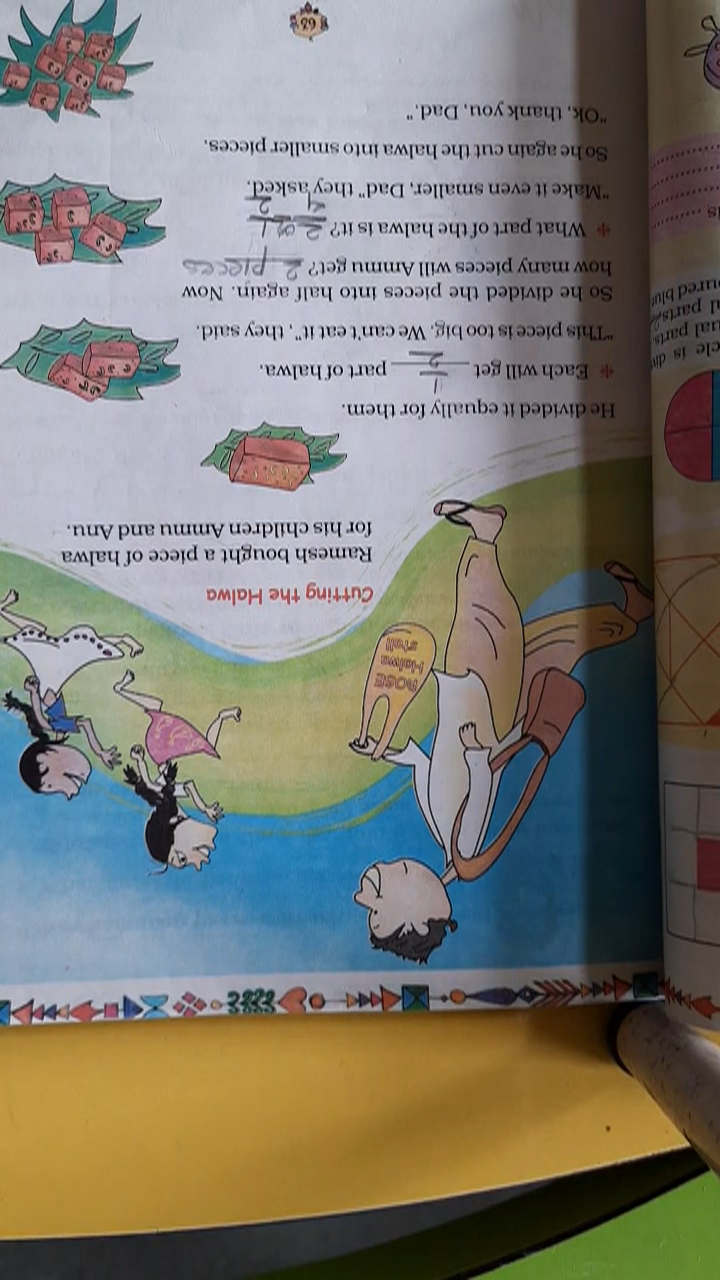 Cutting the Halwa
Ramesh bought a piece of halwa
for his children Ammu and Anu.
ROSE
Halwa
stall
He divided it equally for them.
Each will get 1/2 part of halwa.
"This piece is too big. We can't eat it", they said.
So he divided the pieces into half again. Now
how many pieces will Ammu get? 2 pieces
What part of the halwa is it? 2/4 or 1/2
"Make it even smaller, Dad" they asked.
So he again cut the halwa into smaller pieces.
"Ok, thank you, Dad."